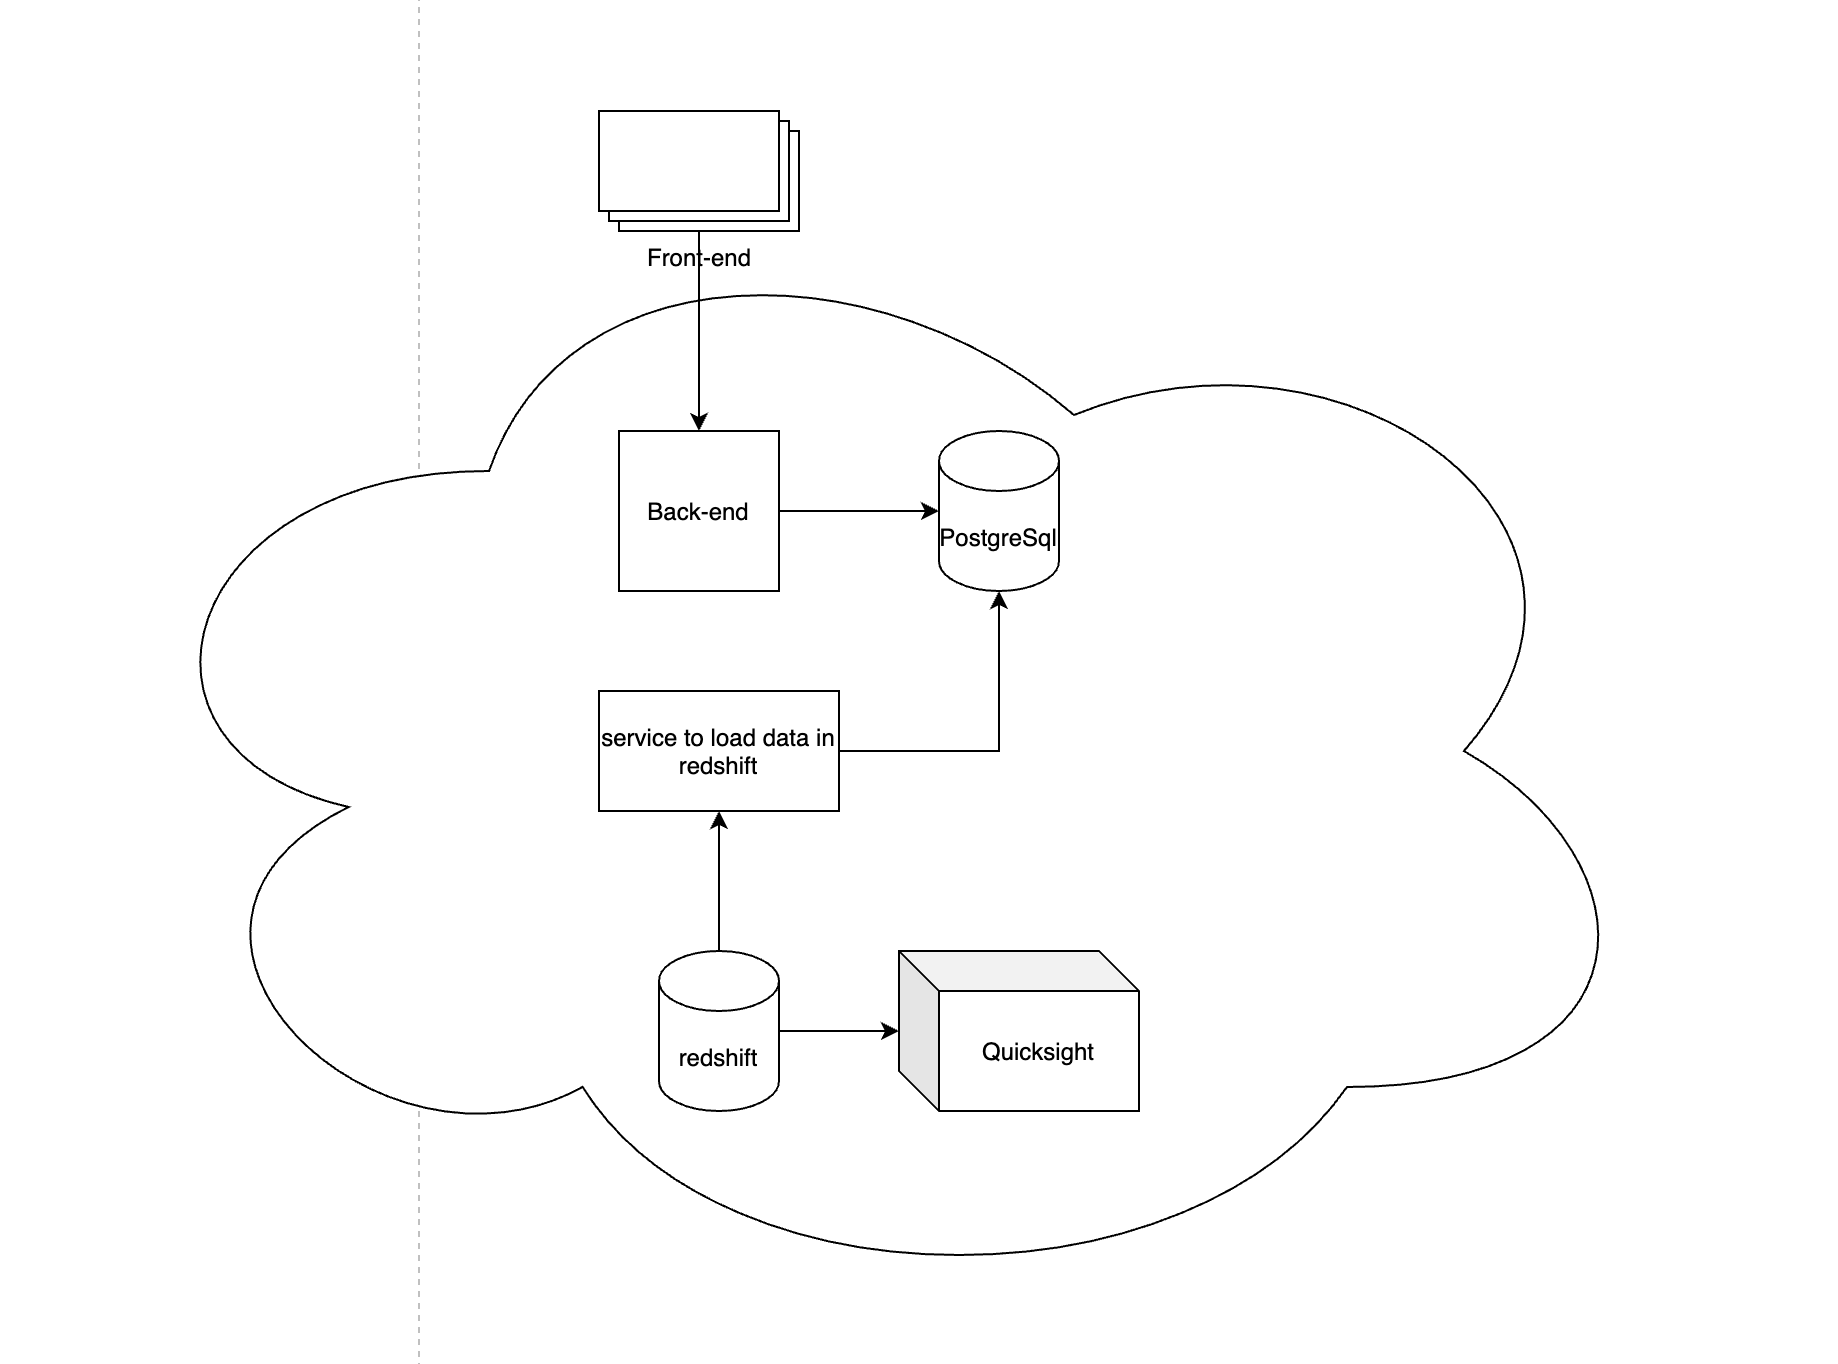 Front-end
Back-end
PostgreSql
service to load data in
redshift
redshift
Quicksight